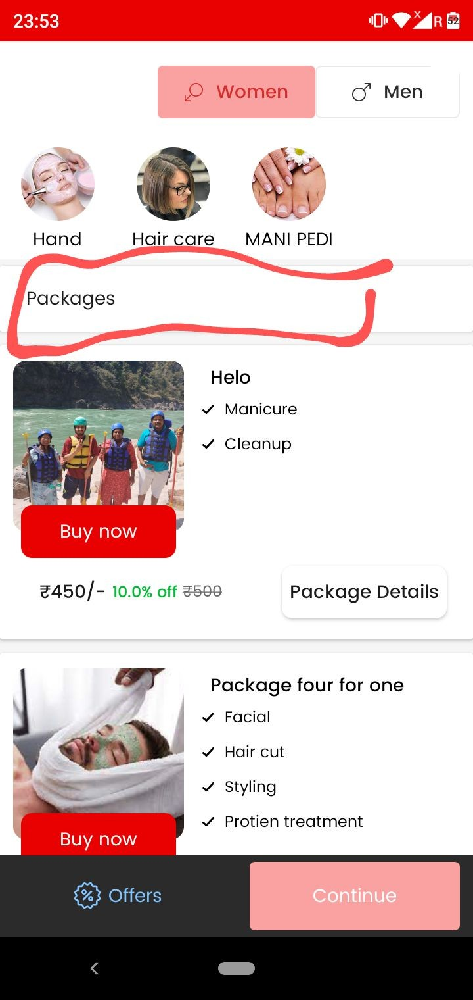 23:53 X R 52
Women Men
Hand Hair care MANI PEDI
Packages
Helo
Manicure
Cleanup
Buy now
₹450/- 10.0% off ₹500 Package Details
Package four for one
Facial
Hair cut
Styling
Protien treatment
Buy now
Offers Continue